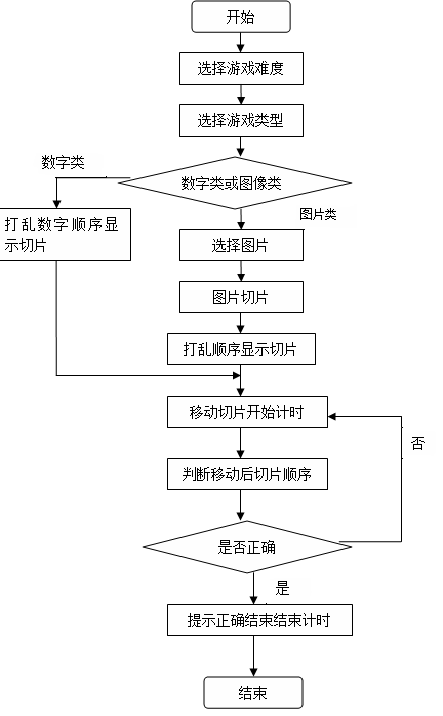 开始
选择游戏难度
选择游戏类型
数字类
数字类或图像类
图片类
打乱数字顺序显
示切片
选择图片
图片切片
打乱顺序显示切片
移动切片开始计时
否
判断移动后切片顺序
是否正确
是
提示正确结束结束计时
结束